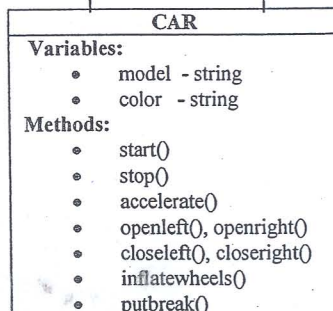 CAR
Variables:
• model - string
• color - string
Methods:
• start()
• stop()
• accelerate()
• openleft(), openright()
• closeleft(), closeright()
• inflatewheels()
• putbreak()